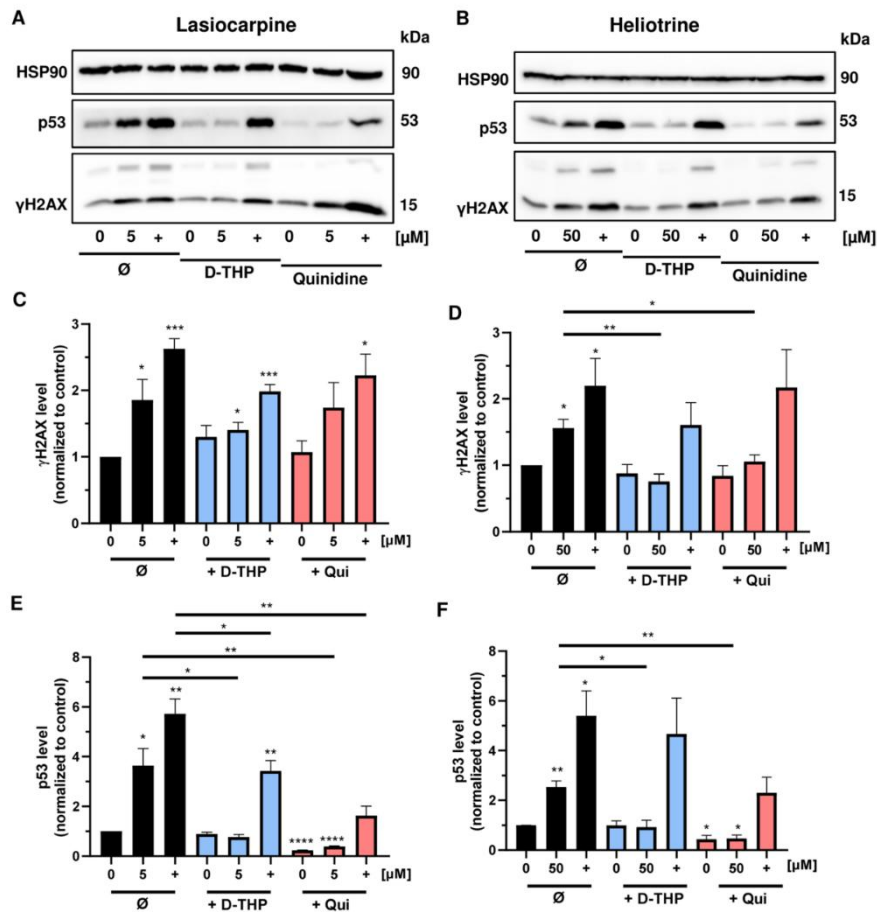 A
Lasiocarpine
kDa
HSP90
90
p53
53
γH2AX
15
0 5 + 0 5 + 0 5 + [μM]
Ø D-THP Quinidine
B
Heliotrine
kDa
HSP90
90
p53
53
γH2AX
15
0 50 + 0 50 + 0 50 + [μM]
Ø D-THP Quinidine
C
γH2AX level
(normalized to control)
3
2
1
0
* *** * *** *
0 5 + 0 5 + 0 5 + [μM]
Ø + D-THP + Qui
D
γH2AX level
(normalized to control)
3
2
1
0
*
**
* *
0 50 + 0 50 + 0 50 + [μM]
Ø + D-THP + Qui
E
p53 level
(normalized to control)
8
6
4
2
0
**
*
**
*
* ** ** **** ****
0 5 + 0 5 + 0 5 + [μM]
Ø + D-THP + Qui
F
p53 level
(normalized to control)
8
6
4
2
0
**
*
** * * *
0 50 + 0 50 + 0 50 + [μM]
Ø + D-THP + Qui